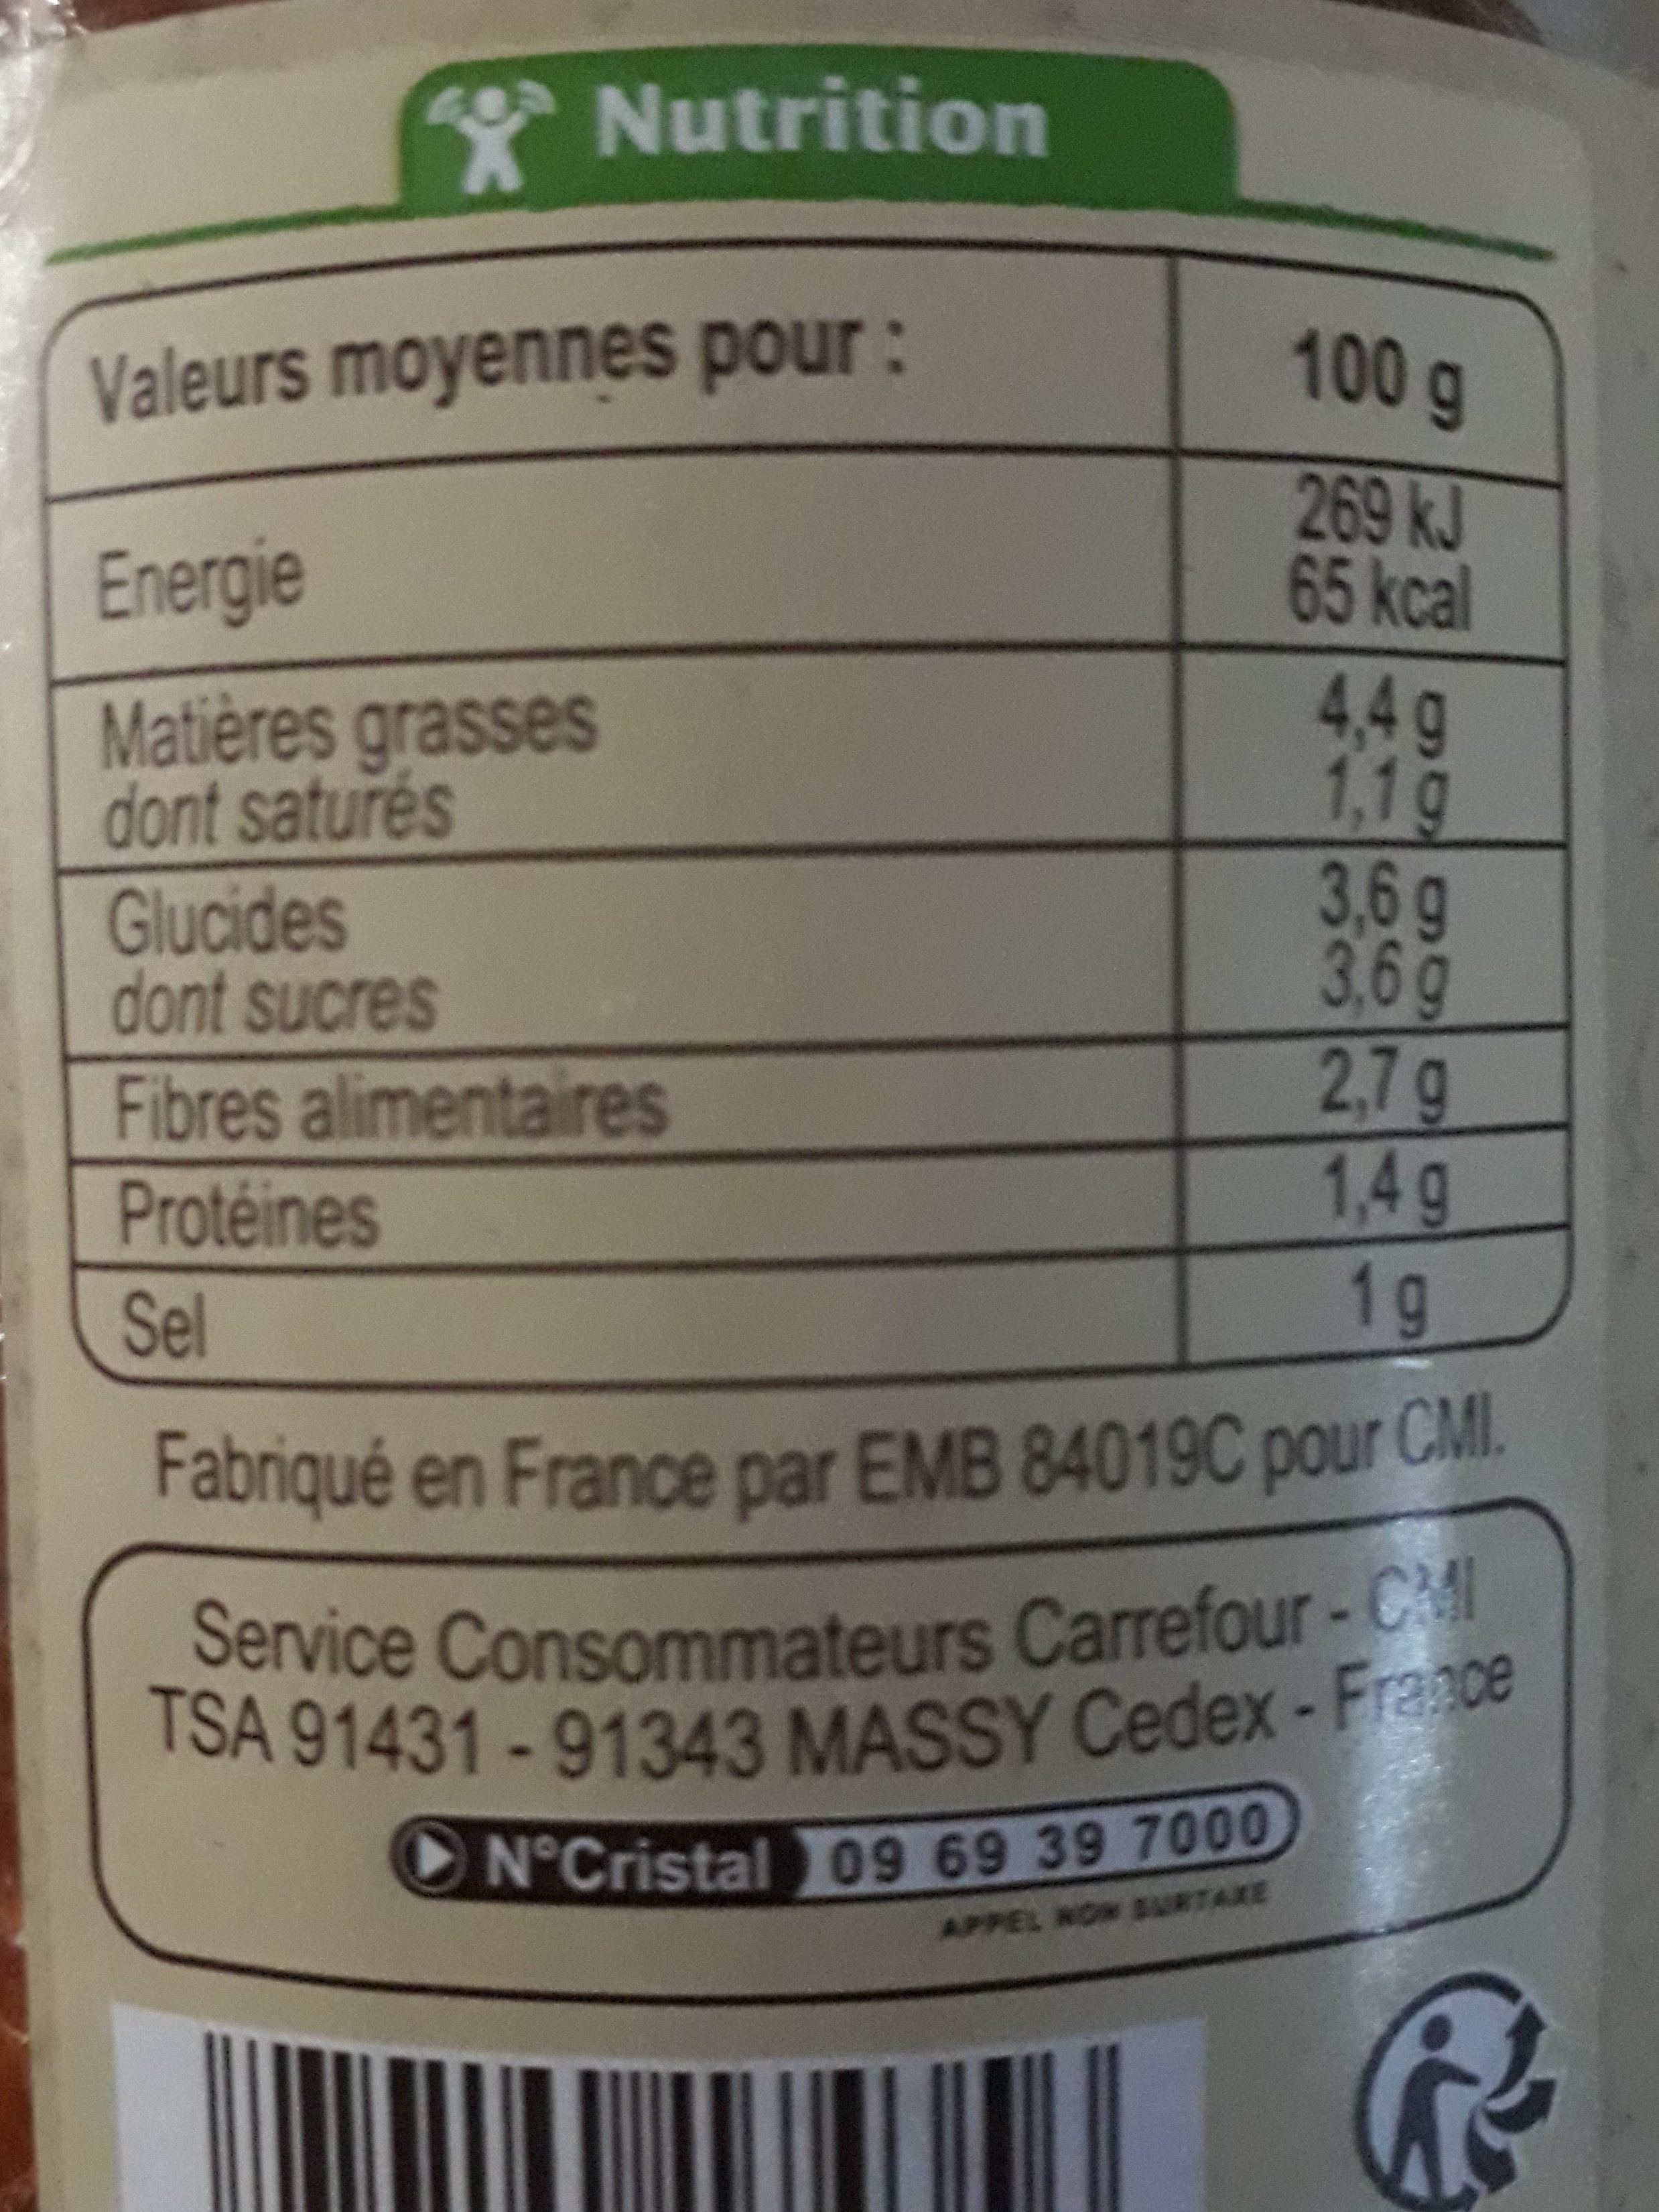 Nutrition
Valeurs moyennes pour : 100 g
Energie 269 kJ
65 kcal
Matières grasses 4,4 g
dont saturés 1,1 g
Glucides 3,6 g
dont sucres 3,6 g
Fibres alimentaires 2,7 g
Protéines 1,4 g
Sel 1 g
Fabriqué en France par EMB 84019C pour CMI.
Service Consommateurs Carrefour - CMI
TSA 91431 - 91343 MASSY Cedex - France
N°Cristal 09 69 39 7000
APPEL NON SURTAXE